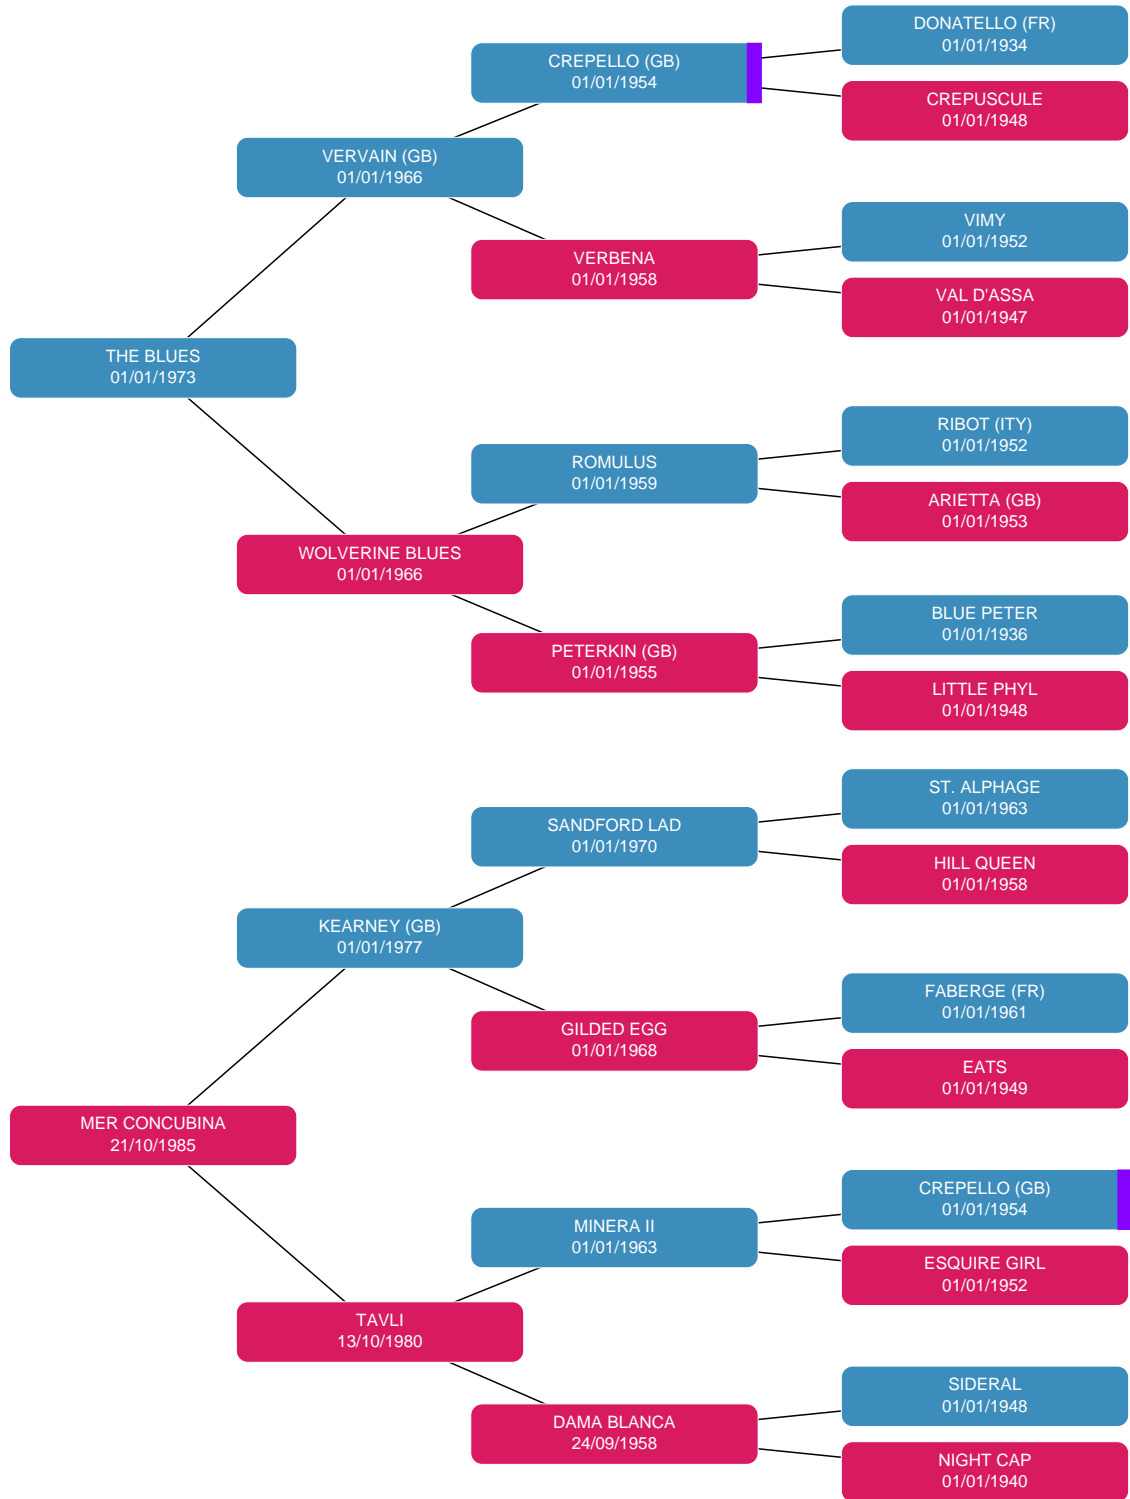 DONATELLO (FR)
01/01/1934
CREPELLO (GB)
01/01/1954
CREPUSCULE
01/01/1948
VERVAIN (GB)
01/01/1966
VIMY
01/01/1952
VERBENA
01/01/1958
VAL D'ASSA
01/01/1947
THE BLUES
01/01/1973
RIBOT (ITY)
01/01/1952
ROMULUS
01/01/1959
ARIETTA (GB)
01/01/1953
WOLVERINE BLUES
01/01/1966
BLUE PETER
01/01/1936
PETERKIN (GB)
01/01/1955
LITTLE PHYL
01/01/1948
ST. ALPHAGE
01/01/1963
SANDFORD LAD
01/01/1970
HILL QUEEN
01/01/1958
KEARNEY (GB)
01/01/1977
FABERGE (FR)
01/01/1961
GILDED EGG
01/01/1968
EATS
01/01/1949
MER CONCUBINA
21/10/1985
CREPELLO (GB)
01/01/1954
MINERA II
01/01/1963
ESQUIRE GIRL
01/01/1952
TAVLI
13/10/1980
SIDERAL
01/01/1948
DAMA BLANCA
24/09/1958
NIGHT CAP
01/01/1940